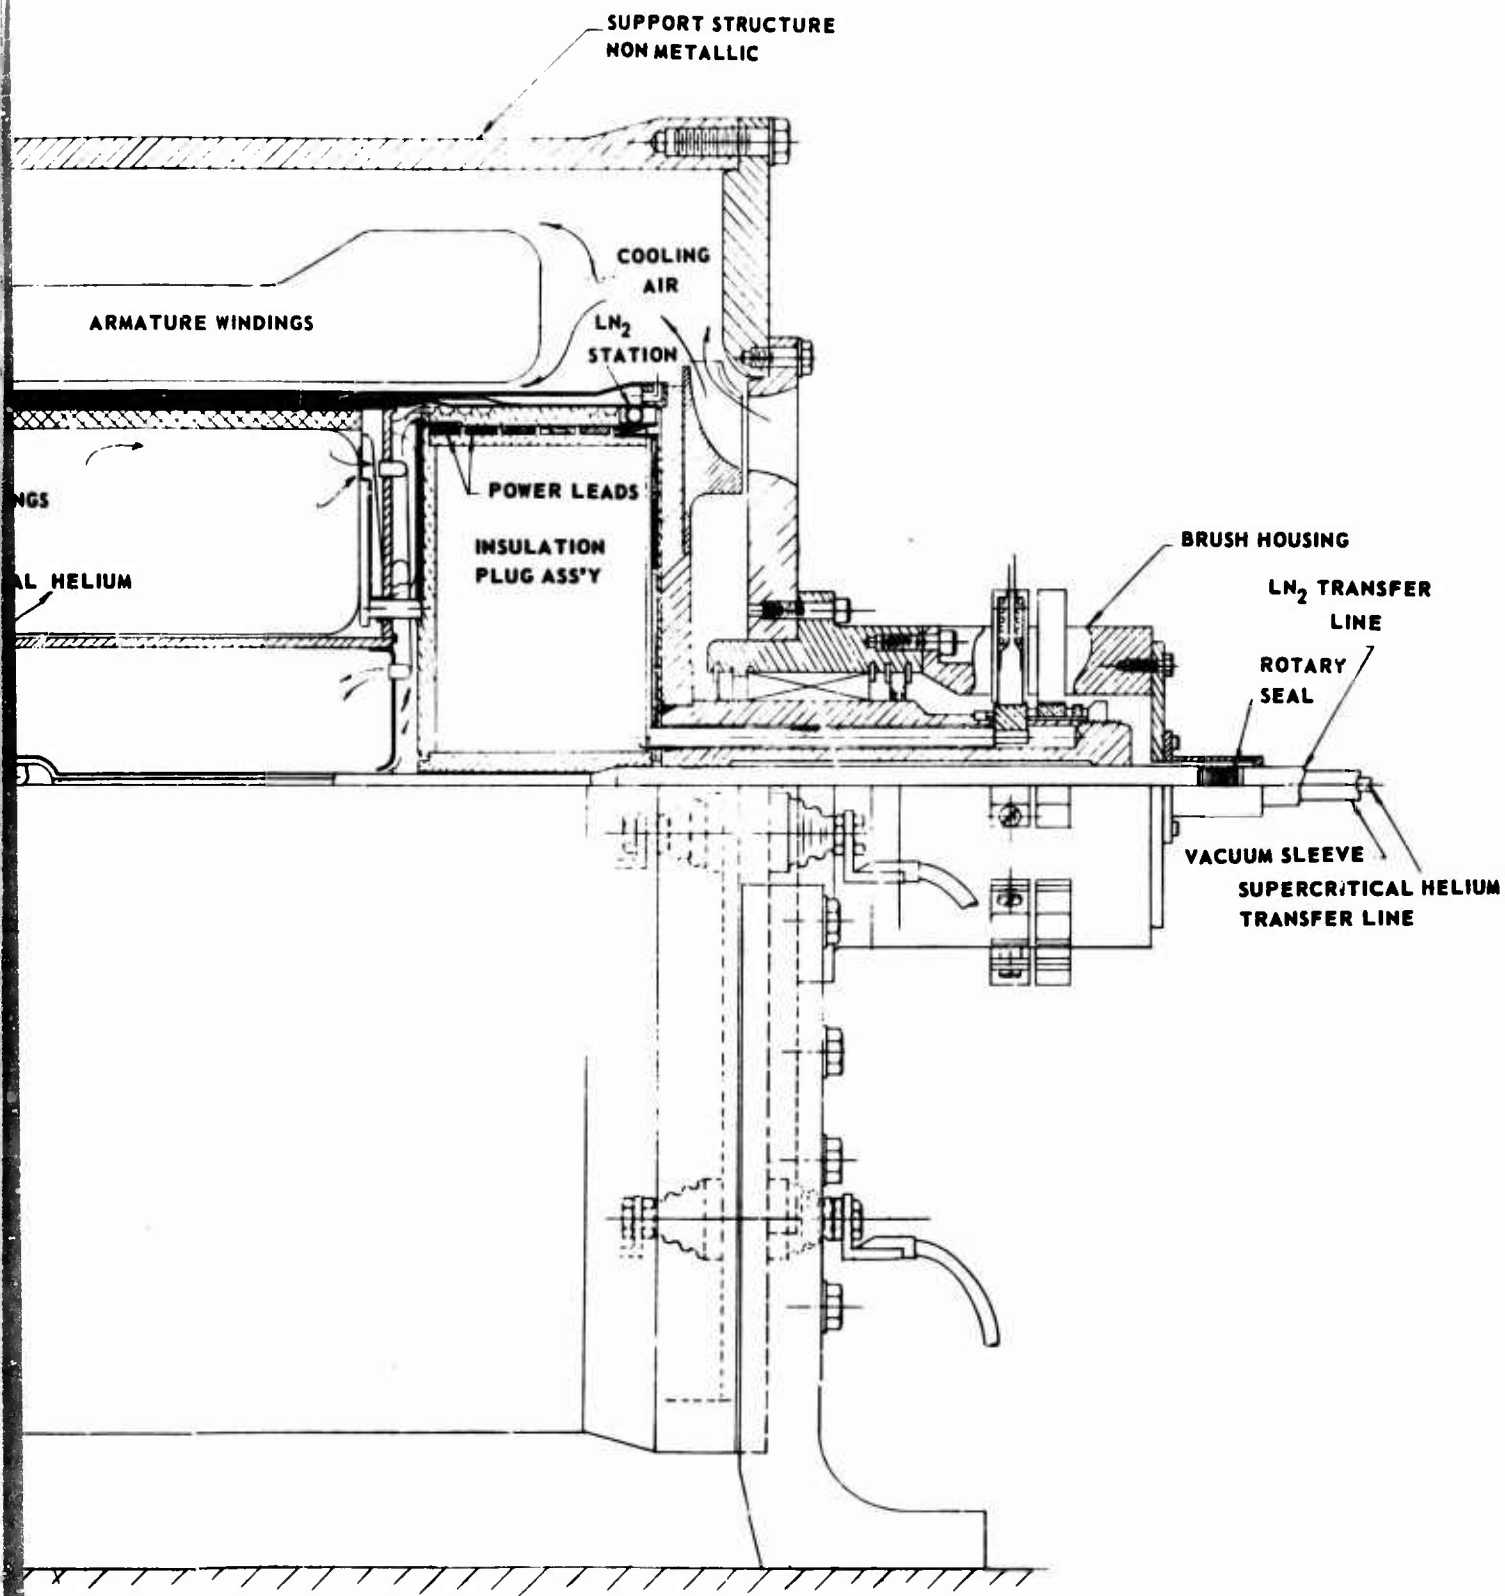 SUPPORT STRUCTURE
NON METALLIC
COOLING
AIR
ARMATURE WINDINGS
LN2
STATION
POWER LEADS
NGS
INSULATION
PLUG ASS'Y
AL HELIUM
BRUSH HOUSING
LN2 TRANSFER
LINE
ROTARY
SEAL
VACUUM SLEEVE
SUPERCRITICAL HELIUM
TRANSFER LINE